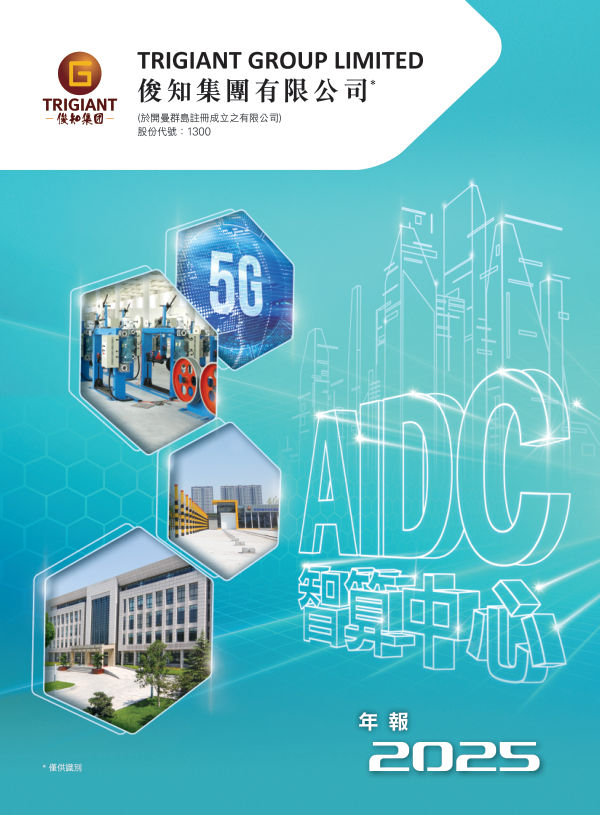 TRIGIANT
俊知集团
TRIGIANT GROUP LIMITED
俊知集團有限公司*
(於開曼群島註冊成立之有限公司)
股份代號：1300
5G
AIDC*
智算中心
年報
2025
* 僅供識別